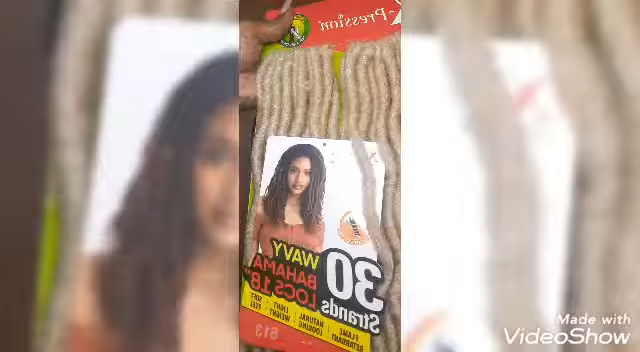 X-Pression
WAVY
BAHAMA
LOCS 18"
30
Strands
SOFT
FEEL
LIGHT
WEIGHT
NATURAL
LOOKING
FLAME
RETARDANT
613
Made with
VideoShow